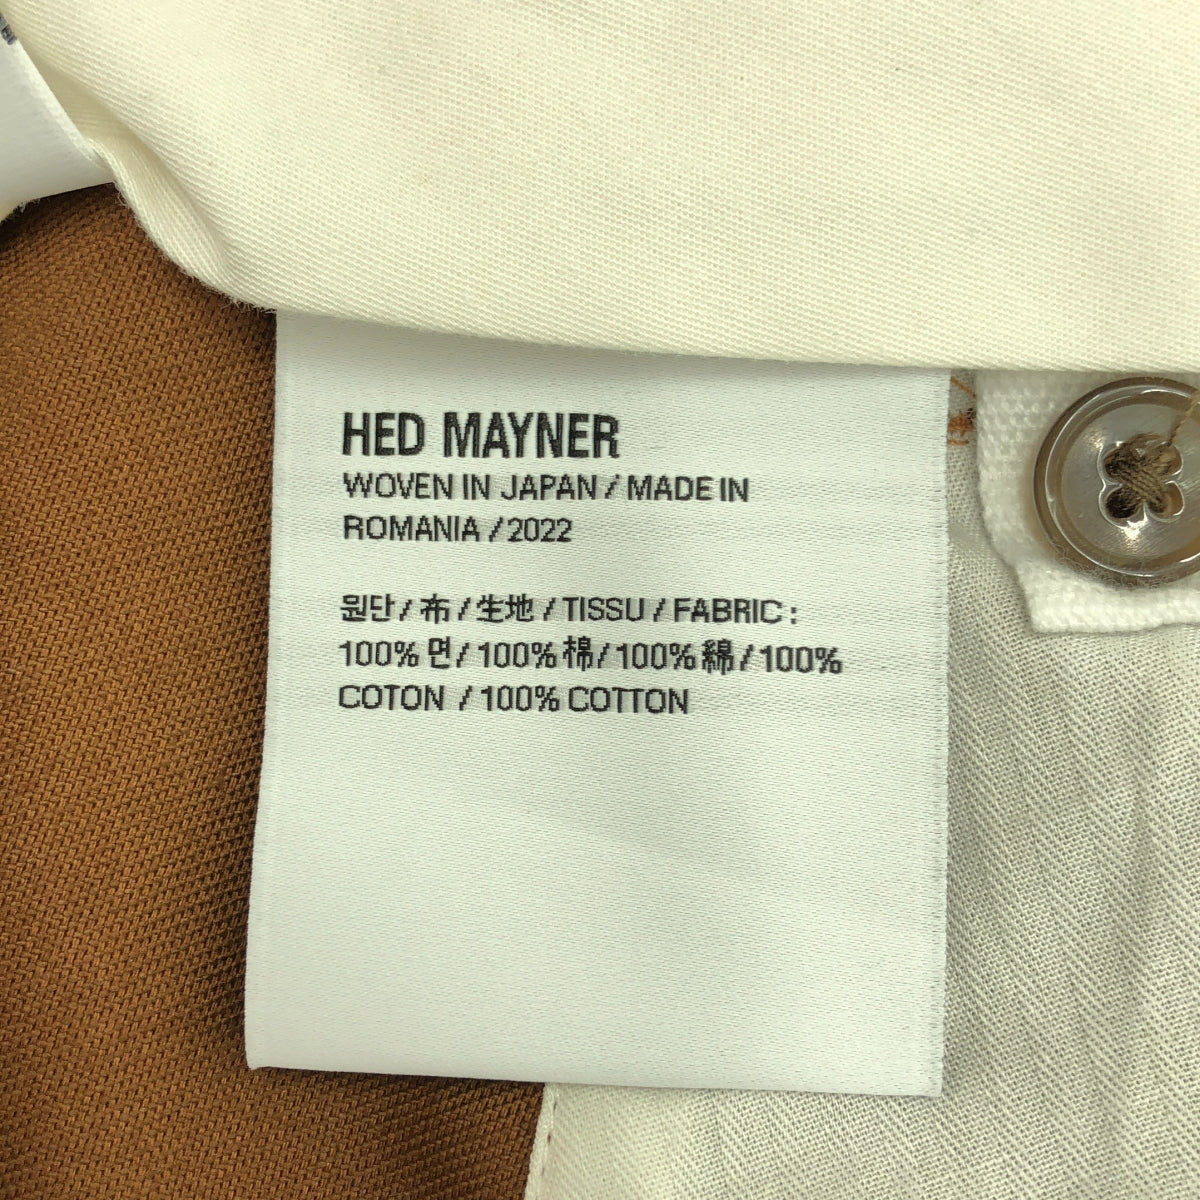 HED MAYNER
WOVEN IN JAPAN / MADE IN
ROMANIA / 2022
원단 / 布 / 生地 / TISSU / FABRIC :
100% 면 / 100% 棉 / 100% 綿 / 100%
COTON / 100% COTTON